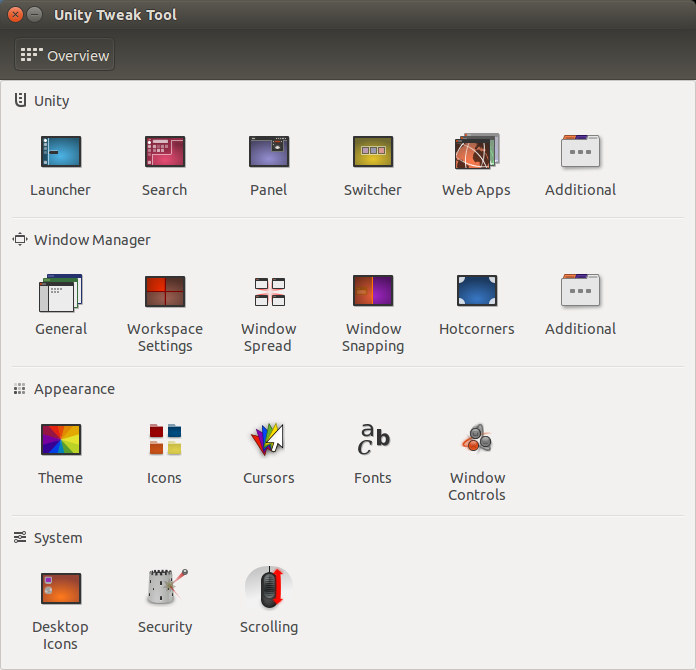 Unity Tweak Tool
Overview
Unity
Launcher
Search
Panel
Switcher
Web Apps
Additional
Window Manager
General
Workspace
Settings
Window
Spread
Window
Snapping
Hotcorners
Additional
Appearance
Theme
Icons
Cursors
a
b
c
Fonts
Window
Controls
System
Desktop
Icons
Security
Scrolling